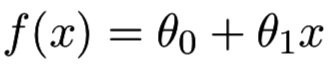 f(x) = θ₀ + θ₁x